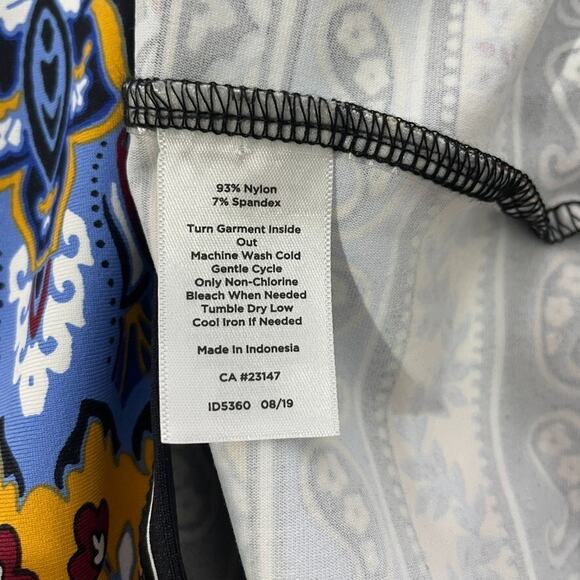 93% Nylon
7% Spandex
Turn Garment Inside
Out
Machine Wash Cold
Gentle Cycle
Only Non-Chlorine
Bleach When Needed
Tumble Dry Low
Cool Iron If Needed
Made In Indonesia
CA #23147
ID5360 08/19